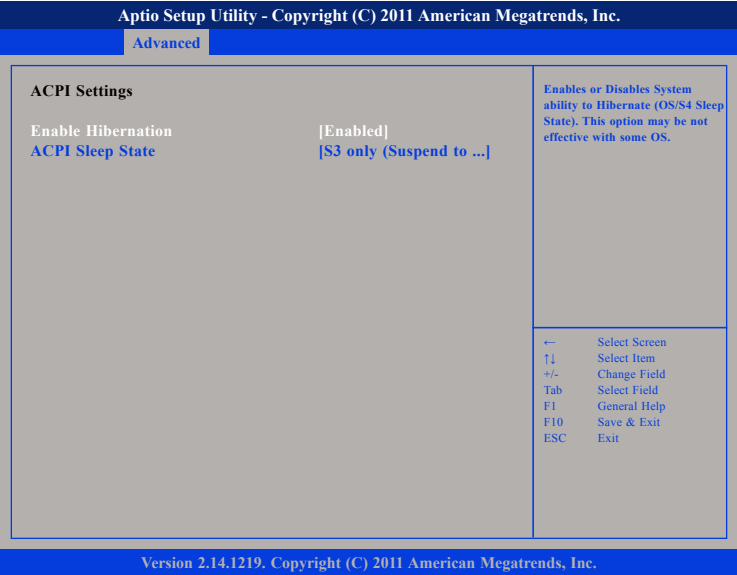 Aptio Setup Utility - Copyright (C) 2011 American Megatrends, Inc.
Advanced
ACPI Settings
Enable Hibernation [Enabled]
ACPI Sleep State [S3 only (Suspend to ...]
Enables or Disables System
ability to Hibernate (OS/S4 Sleep
State). This option may be not
effective with some OS.
← Select Screen
↑↓ Select Item
+/- Change Field
Tab Select Field
F1 General Help
F10 Save & Exit
ESC Exit
Version 2.14.1219. Copyright (C) 2011 American Megatrends, Inc.